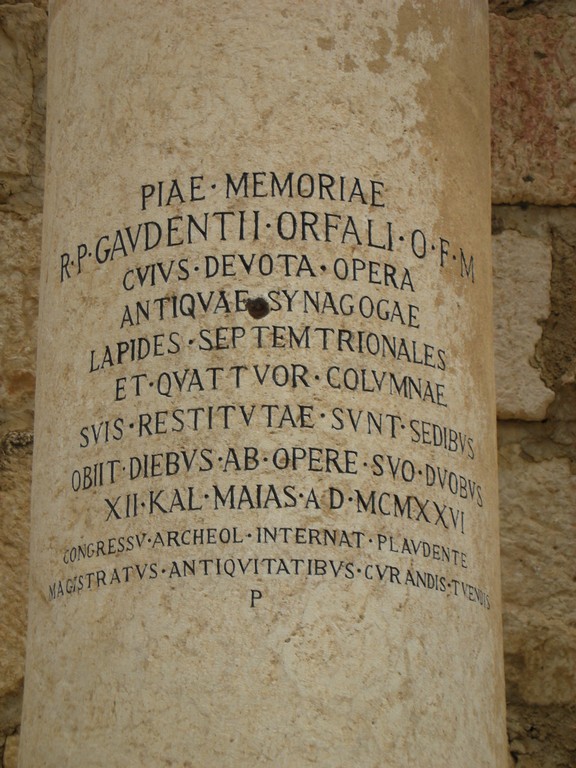 PIAE · MEMORIAE
R · P · GAVDENTII · ORFALI · O · F · M
CVIVS · DEVOTA · OPERA
ANTIQVAE SYNAGOGAE
LAPIDES · SEPTEMTRIONALES
ET · QVATTVOR · COLVMNAE
SVIS · RESTITVTAE · SVNT · SEDIBVS
OBIIT · DIEBVS · AB · OPERE · SVO · DVOBVS
XII · KAL · MAIAS · A D · MCMXXVI
CONGRESSV · ARCHEOL · INTERNAT · PLAVDENTE
MAGISTRATVS · ANTIQVITATIBVS · CVRANDIS · TVENDIS
P